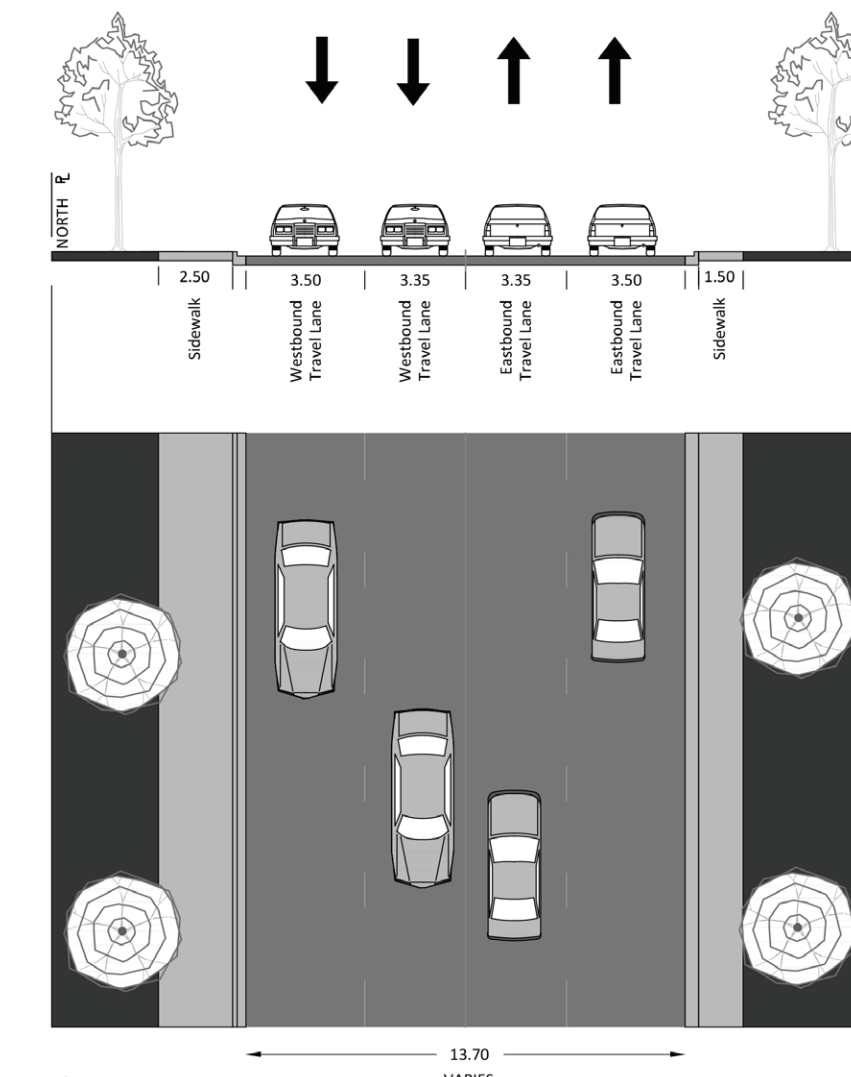 NORTH ⅊
2.50
3.50
3.35
3.35
3.50
1.50
Sidewalk
Westbound
Travel Lane
Westbound
Travel Lane
Eastbound
Travel Lane
Eastbound
Travel Lane
Sidewalk
13.70
VARIES